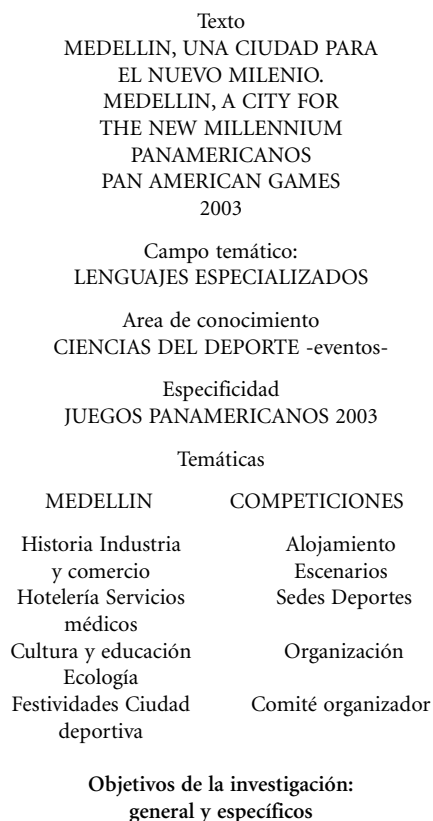 Texto
MEDELLIN, UNA CIUDAD PARA
EL NUEVO MILENIO.
MEDELLIN, A CITY FOR
THE NEW MILLENNIUM
PANAMERICANOS
PAN AMERICAN GAMES
2003
Campo temático:
LENGUAJES ESPECIALIZADOS
Area de conocimiento
CIENCIAS DEL DEPORTE -eventos-
Especificidad
JUEGOS PANAMERICANOS 2003
Temáticas
MEDELLIN COMPETICIONES
Historia Industria Alojamiento
y comercio Escenarios
Hotelería Servicios Sedes Deportes
médicos
Cultura y educación Organización
Ecología
Festividades Ciudad Comité organizador
deportiva
Objetivos de la investigación:
general y específicos